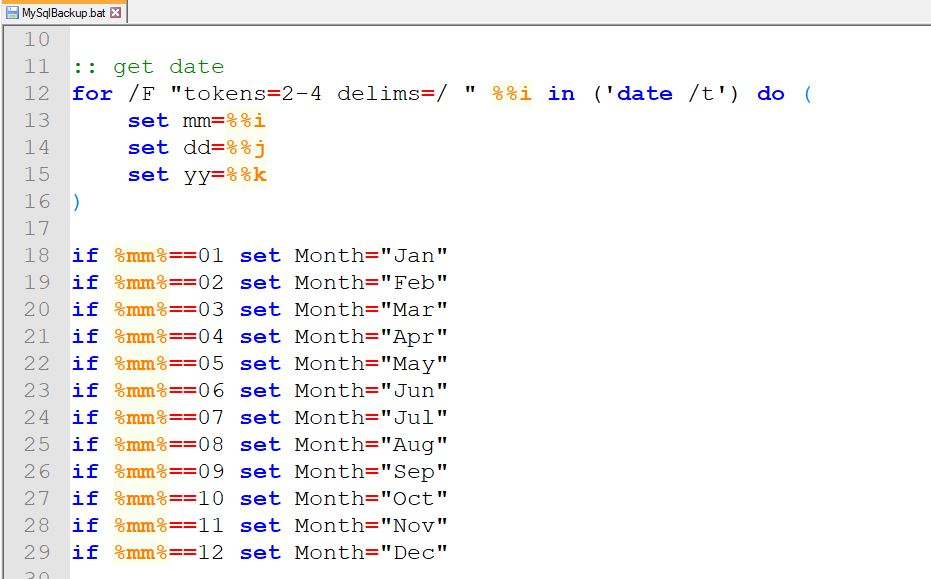 MySqlBackup.bat
10
11 :: get date
12 for /F "tokens=2-4 delims=/ " %%i in ('date /t') do (
13     set mm=%%i
14     set dd=%%j
15     set yy=%%k
16 )
17
18 if %mm%==01 set Month="Jan"
19 if %mm%==02 set Month="Feb"
20 if %mm%==03 set Month="Mar"
21 if %mm%==04 set Month="Apr"
22 if %mm%==05 set Month="May"
23 if %mm%==06 set Month="Jun"
24 if %mm%==07 set Month="Jul"
25 if %mm%==08 set Month="Aug"
26 if %mm%==09 set Month="Sep"
27 if %mm%==10 set Month="Oct"
28 if %mm%==11 set Month="Nov"
29 if %mm%==12 set Month="Dec"
30